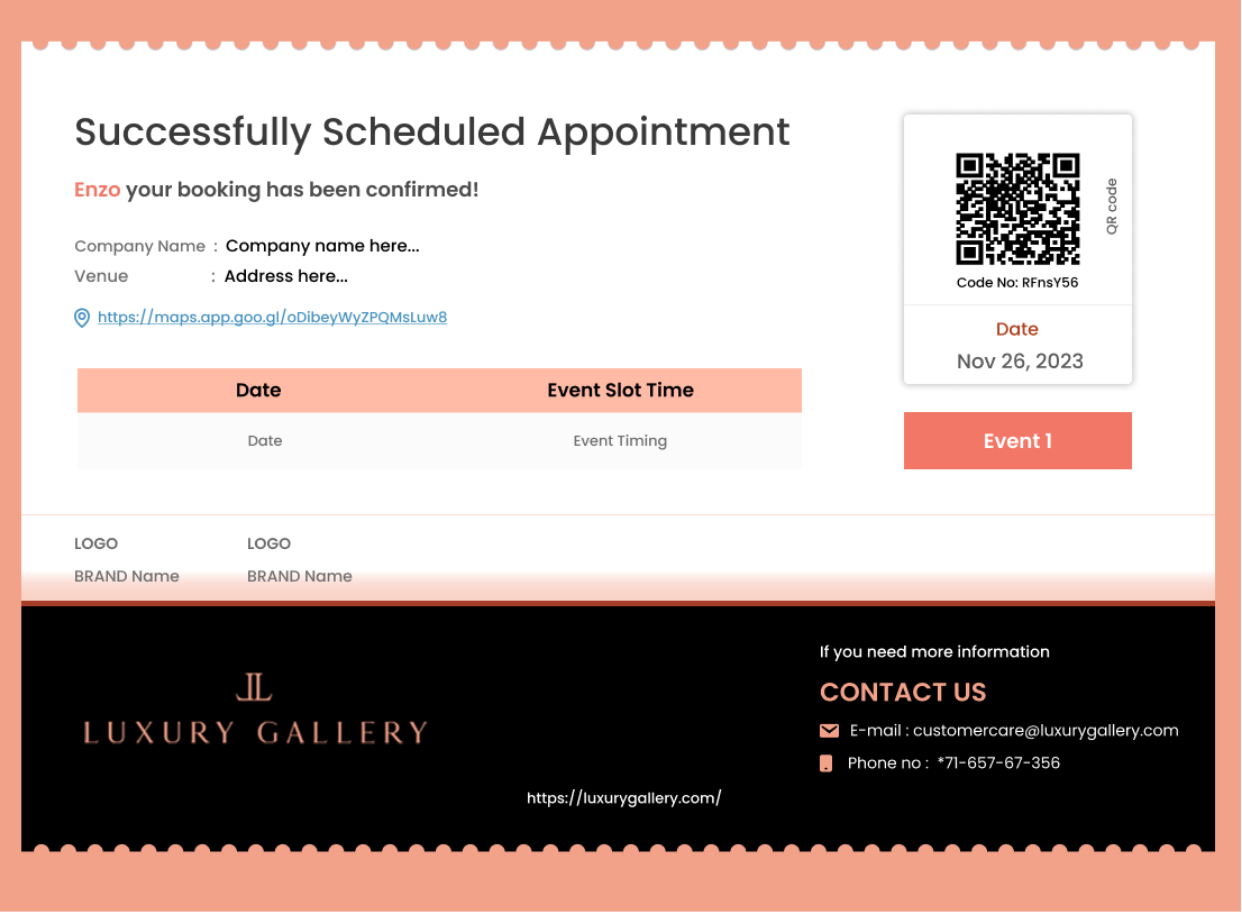 Successfully Scheduled Appointment
Enzo your booking has been confirmed!
Company Name : Company name here...
Venue : Address here...
https://maps.app.goo.gl/oDibeyWyZPQMsLuw8
Date Event Slot Time
Date Event Timing
QR code
Code No: RFnsY56
Date
Nov 26, 2023
Event 1
LOGO LOGO
BRAND Name BRAND Name
LUXURY GALLERY
If you need more information
CONTACT US
E-mail : customercare@luxurygallery.com
Phone no : *71-657-67-356
https://luxurygallery.com/